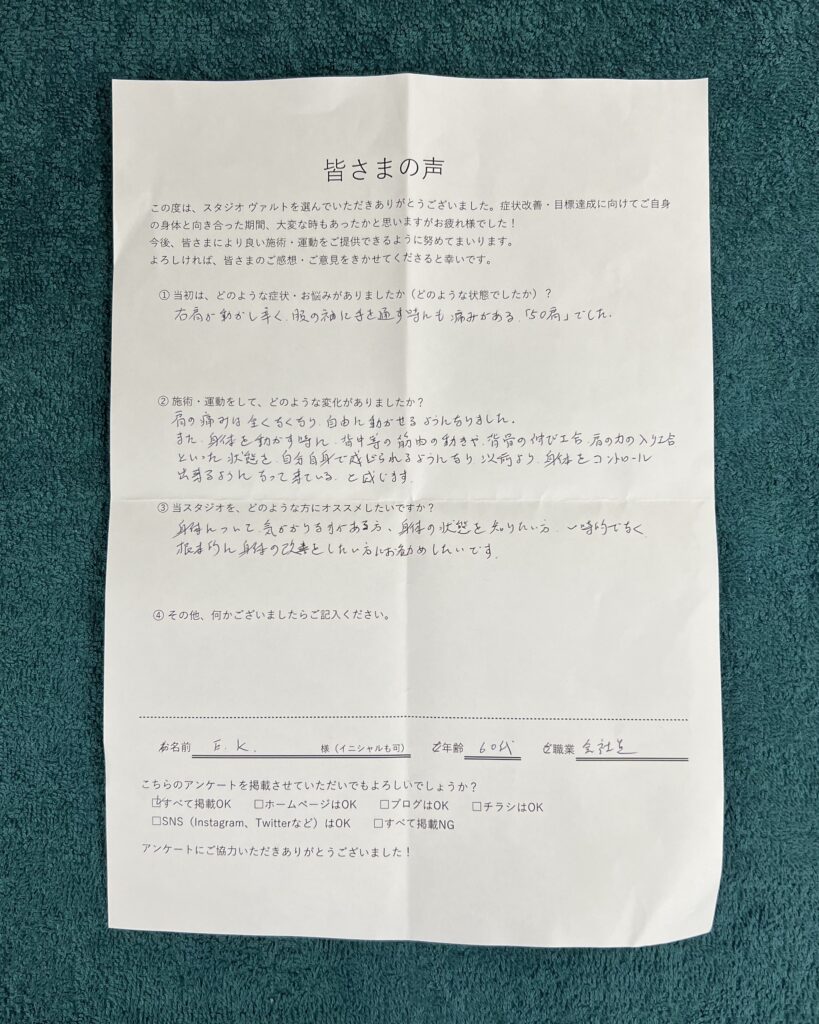 皆さまの声
この度は、スタジオ ヴァルトを選んでいただきありがとうございました。症状改善・目標達成に向けてご自身
の身体と向き合った期間、大変な時もあったかと思いますがお疲れ様でした！
今後、皆さまにより良い施術・運動をご提供できるように努めてまいります。
よろしければ、皆さまのご感想・ご意見をきかせてくださると幸いです。
① 当初は、どのような症状・お悩みがありましたか（どのような状態でしたか）？
右肩が動かし辛く、服の袖に手を通す時にも痛みがある、「50肩」でした。
② 施術・運動をして、どのような変化がありましたか？
肩の痛みは全くなくなり、自由に動かせるようになりました。
また、身体を動かす時に、背中等の筋肉の動きや、背骨の伸び具合、肩の力の入り具合
といった状態を、自分自身で感じられるようになり、以前より、身体をコントロール
出来るようになって来ている、と感じます。
③ 当スタジオを、どのような方にオススメしたいですか？
身体について、気がかりな事がある方、身体の状態を知りたい方、一時的でなく
根本的に身体の改善をしたい方にお勧めしたいです。
④ その他、何かございましたらご記入ください。
お名前 E.K. 様（イニシャルも可） ご年齢 60代 ご職業 会社員
こちらのアンケートを掲載させていただいてもよろしいでしょうか？
☑すべて掲載OK □ホームページはOK □ブログはOK □チラシはOK
□SNS（Instagram、Twitterなど）はOK □すべて掲載NG
アンケートにご協力いただきありがとうございました！